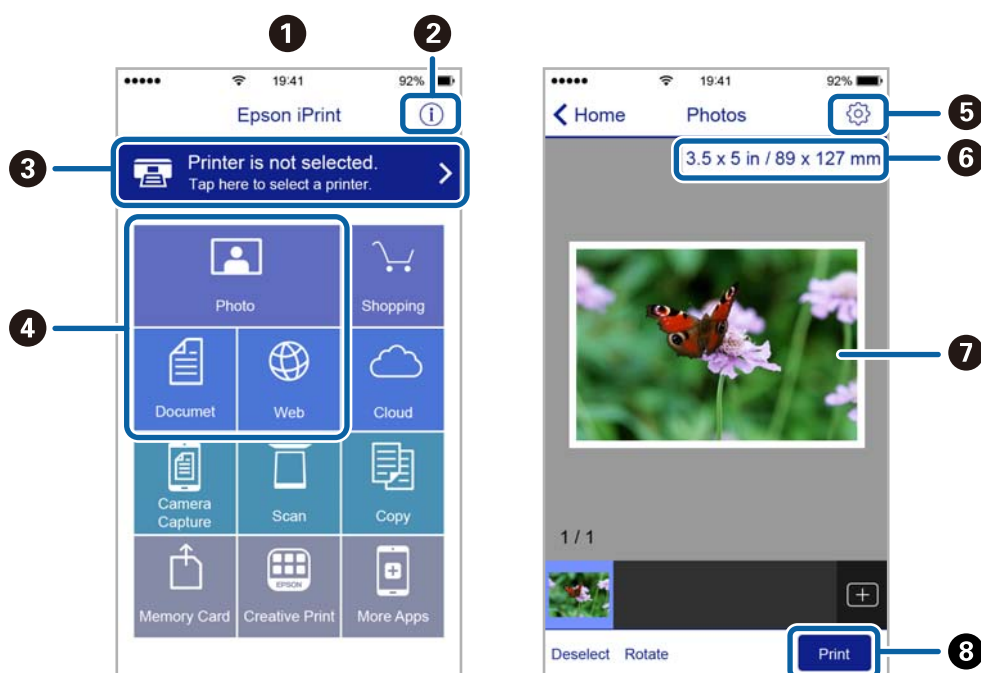 1
2
19:41
92%
Epson iPrint
3
Printer is not selected.
Tap here to select a printer.
4
Photo
Shopping
Documet
Web
Cloud
Camera
Capture
Scan
Copy
EPSON
Memory Card
Creative Print
More Apps
19:41
92%
Home
Photos
5
3.5 x 5 in / 89 x 127 mm
6
7
1 / 1
Deselect
Rotate
Print
8